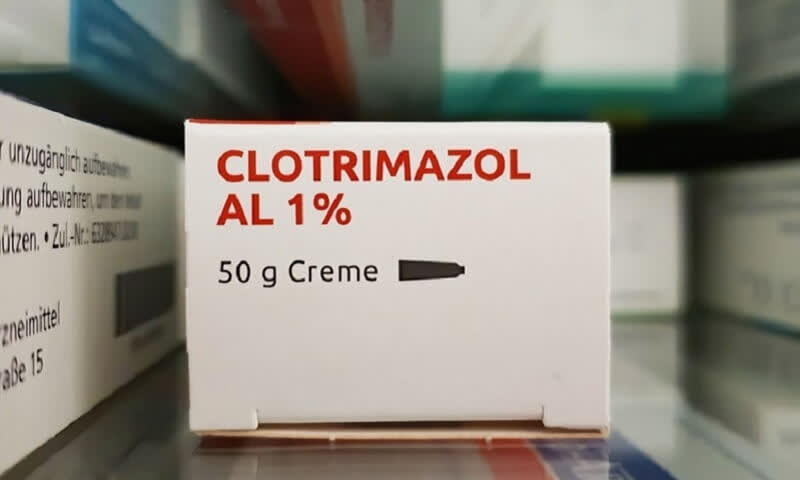 CLOTRIMAZOL
AL 1%
50 g Creme
unzugänglich aufbewahren
ung aufbewahren, um den
ützen. • Zul.-Nr.:
zneimittel
aße 15